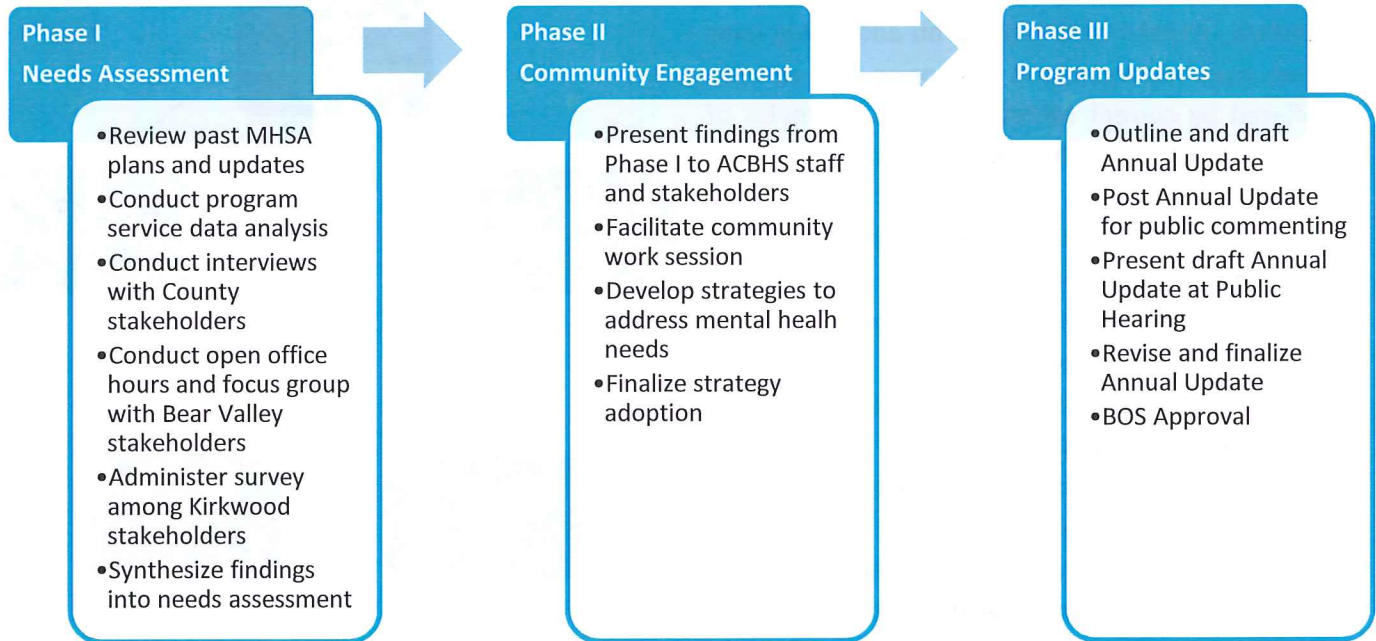 Phase I
Needs Assessment
•Review past MHSA
plans and updates
•Conduct program
service data analysis
•Conduct interviews
with County
stakeholders
•Conduct open office
hours and focus group
with Bear Valley
stakeholders
•Administer survey
among Kirkwood
stakeholders
•Synthesize findings
into needs assessment
Phase II
Community Engagement
•Present findings from
Phase I to ACBHS staff
and stakeholders
•Facilitate community
work session
•Develop strategies to
address mental healh
needs
•Finalize strategy
adoption
Phase III
Program Updates
•Outline and draft
Annual Update
•Post Annual Update
for public commenting
•Present draft Annual
Update at Public
Hearing
•Revise and finalize
Annual Update
•BOS Approval